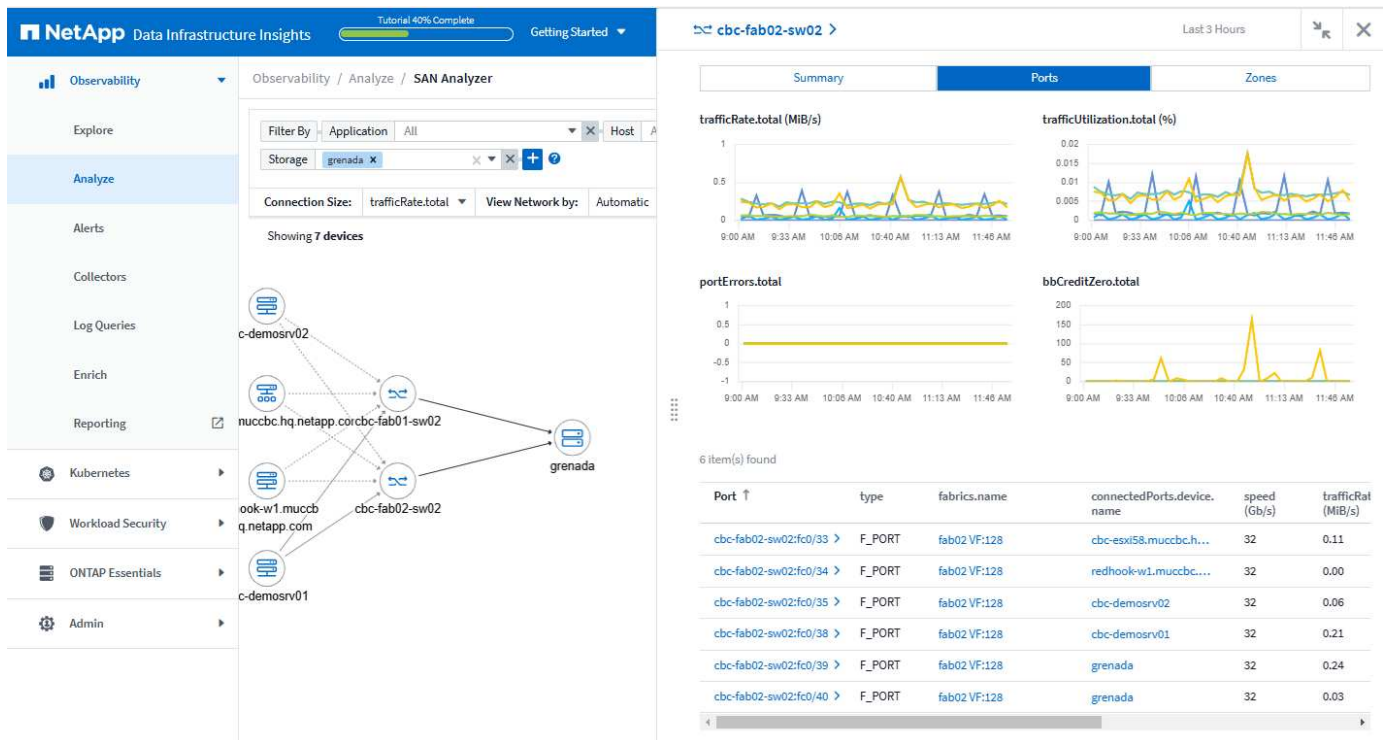 NetApp Data Infrastructure Insights
Tutorial 40% Complete
Getting Started
Observability
Explore
Analyze
Alerts
Collectors
Log Queries
Enrich
Reporting
Kubernetes
Workload Security
ONTAP Essentials
Admin
Observability / Analyze / SAN Analyzer
Filter By Application All Host
Storage grenada
Connection Size: trafficRate.total View Network by: Automatic
Showing 7 devices
c-demosrv02
muccbc.hq.netapp.cor
cbc-fab01-sw02
grenada
ook-w1.muccb
q.netapp.com
cbc-fab02-sw02
c-demosrv01
cbc-fab02-sw02
Last 3 Hours
Summary Ports Zones
trafficRate.total (MiB/s)
1
0.5
0
9:00 AM 9:33 AM 10:06 AM 10:40 AM 11:13 AM 11:46 AM
trafficUtilization.total (%)
0.02
0.015
0.01
0.005
0
9:00 AM 9:33 AM 10:06 AM 10:40 AM 11:13 AM 11:46 AM
portErrors.total
1
0.5
0
-0.5
-1
9:00 AM 9:33 AM 10:06 AM 10:40 AM 11:13 AM 11:46 AM
bbCreditZero.total
200
150
100
50
0
9:00 AM 9:33 AM 10:06 AM 10:40 AM 11:13 AM 11:46 AM
6 item(s) found
Port ↑ type fabrics.name connectedPorts.device.name speed (Gb/s) trafficRat (MiB/s)
cbc-fab02-sw02:fc0/33 F_PORT fab02 VF:128 cbc-esxi58.muccbc.h... 32 0.11
cbc-fab02-sw02:fc0/34 F_PORT fab02 VF:128 redhook-w1.muccbc.... 32 0.00
cbc-fab02-sw02:fc0/35 F_PORT fab02 VF:128 cbc-demosrv02 32 0.06
cbc-fab02-sw02:fc0/38 F_PORT fab02 VF:128 cbc-demosrv01 32 0.21
cbc-fab02-sw02:fc0/39 F_PORT fab02 VF:128 grenada 32 0.24
cbc-fab02-sw02:fc0/40 F_PORT fab02 VF:128 grenada 32 0.03